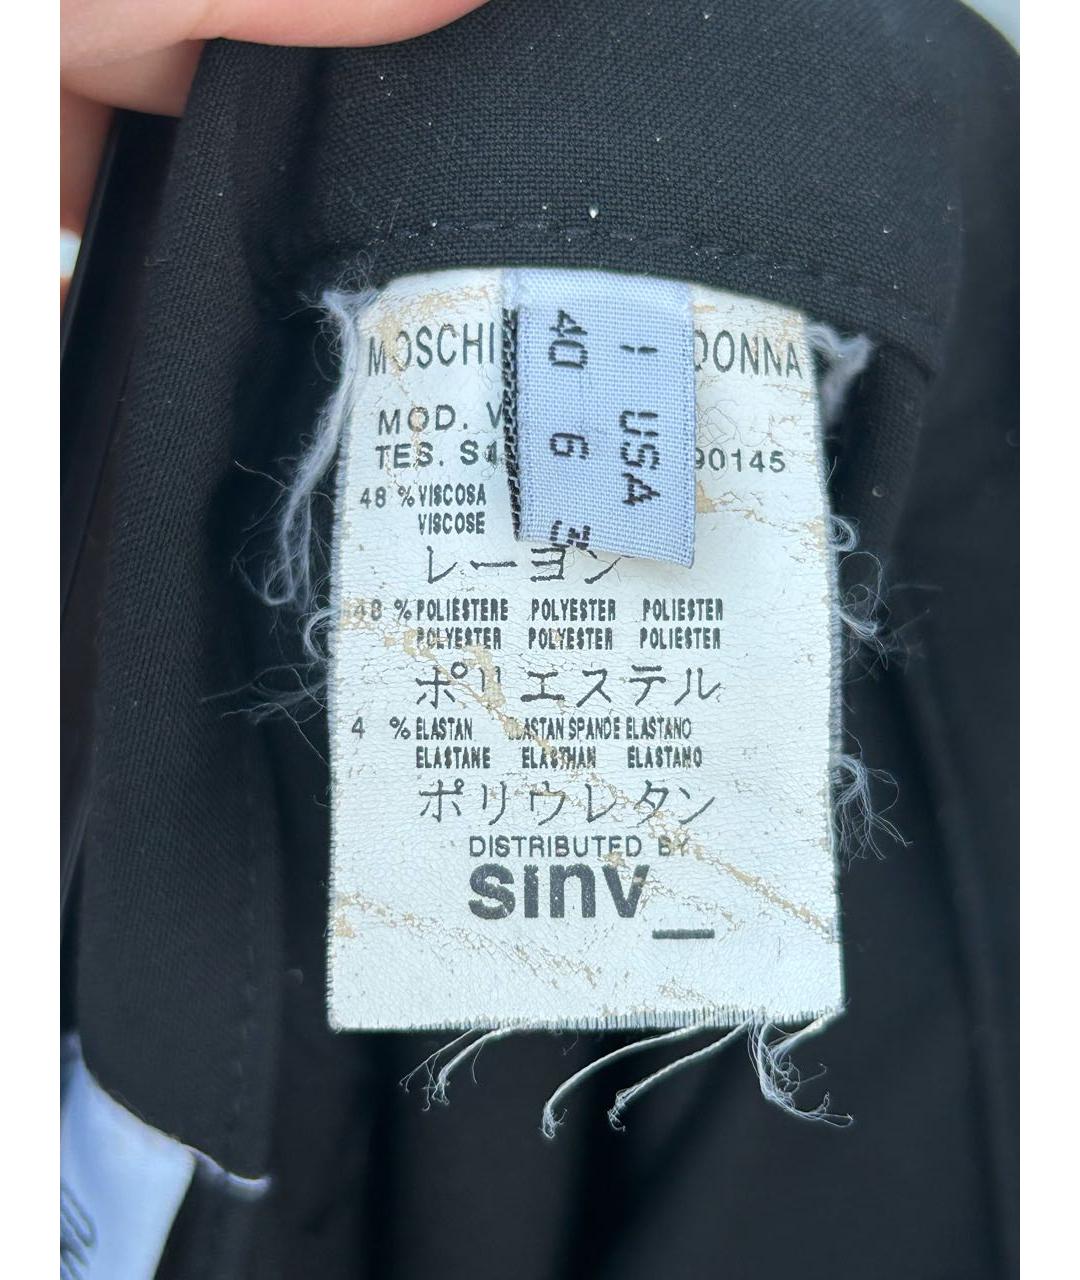 MOSCHI DONNA
MOD. V
TES. S 90145
48 % VISCOSA
VISCOSE
レーヨン
48 % POLIESTERE POLYESTER POLIESTER
POLYESTER POLYESTER POLIESTER
ポリエステル
4 % ELASTAN ELASTAN SPANDE ELASTANO
ELASTANE ELASTHAN ELASTANO
ポリウレタン
DISTRIBUTED BY
sinv
I USA
40 6